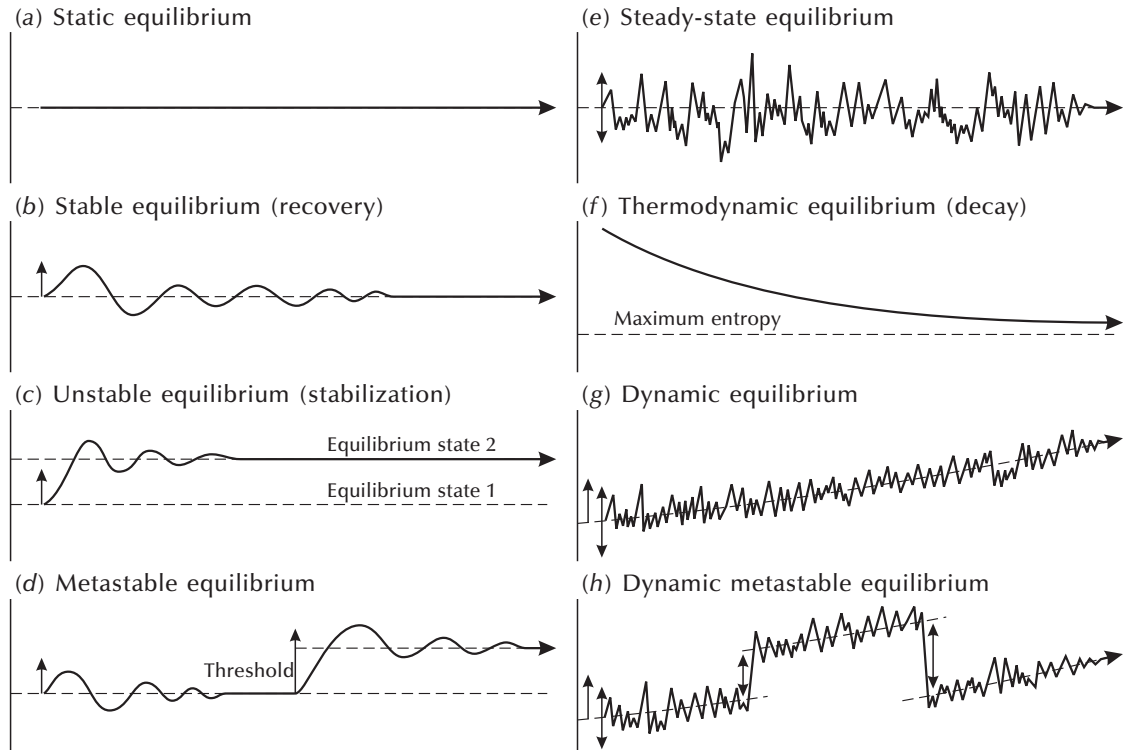 (a) Static equilibrium
(b) Stable equilibrium (recovery)
(c) Unstable equilibrium (stabilization)
Equilibrium state 2
Equilibrium state 1
(d) Metastable equilibrium
Threshold
(e) Steady-state equilibrium
(f) Thermodynamic equilibrium (decay)
Maximum entropy
(g) Dynamic equilibrium
(h) Dynamic metastable equilibrium